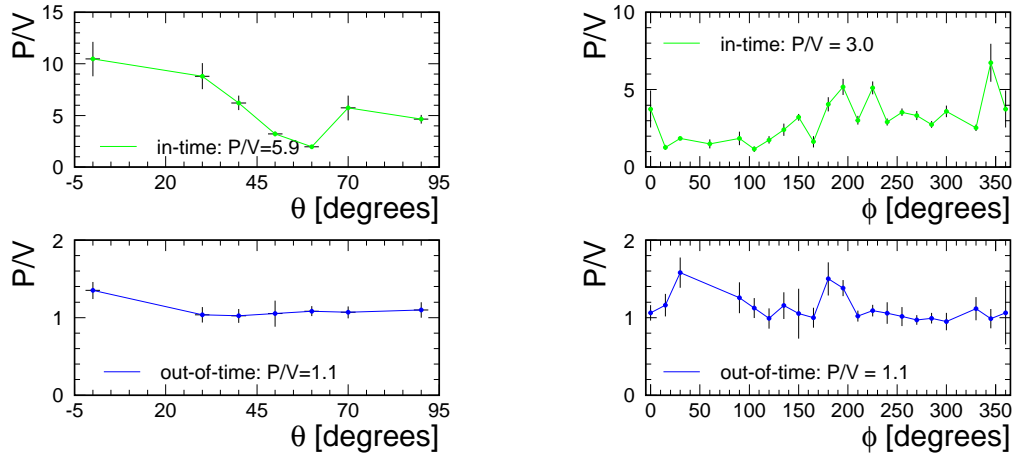 P/V
15
10
5
0
in-time: P/V=5.9
-5 20 45 70 95
θ [degrees]
P/V
10
5
0
in-time: P/V = 3.0
0 50 100 150 200 250 300 350
ϕ [degrees]
P/V
2
1
0
out-of-time: P/V=1.1
-5 20 45 70 95
θ [degrees]
P/V
2
1
0
out-of-time: P/V = 1.1
0 50 100 150 200 250 300 350
ϕ [degrees]